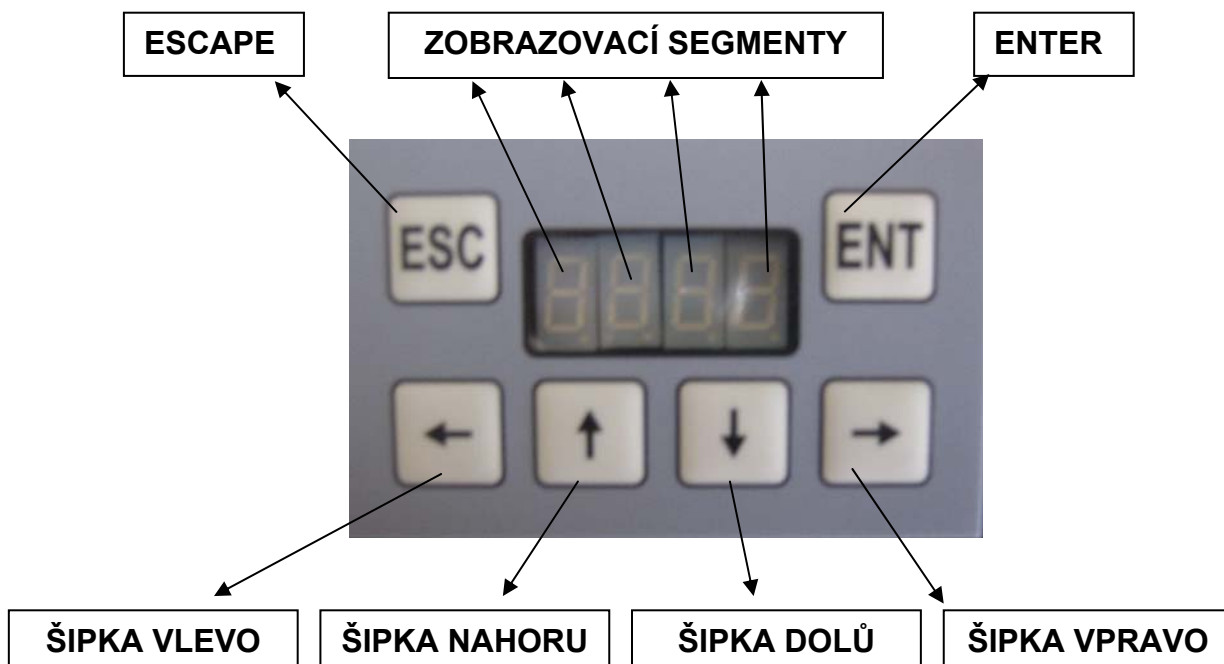 ESCAPE
ZOBRAZOVACÍ SEGMENTY
ENTER
ESC
ENT
ŠIPKA VLEVO
ŠIPKA NAHORU
ŠIPKA DOLŮ
ŠIPKA VPRAVO